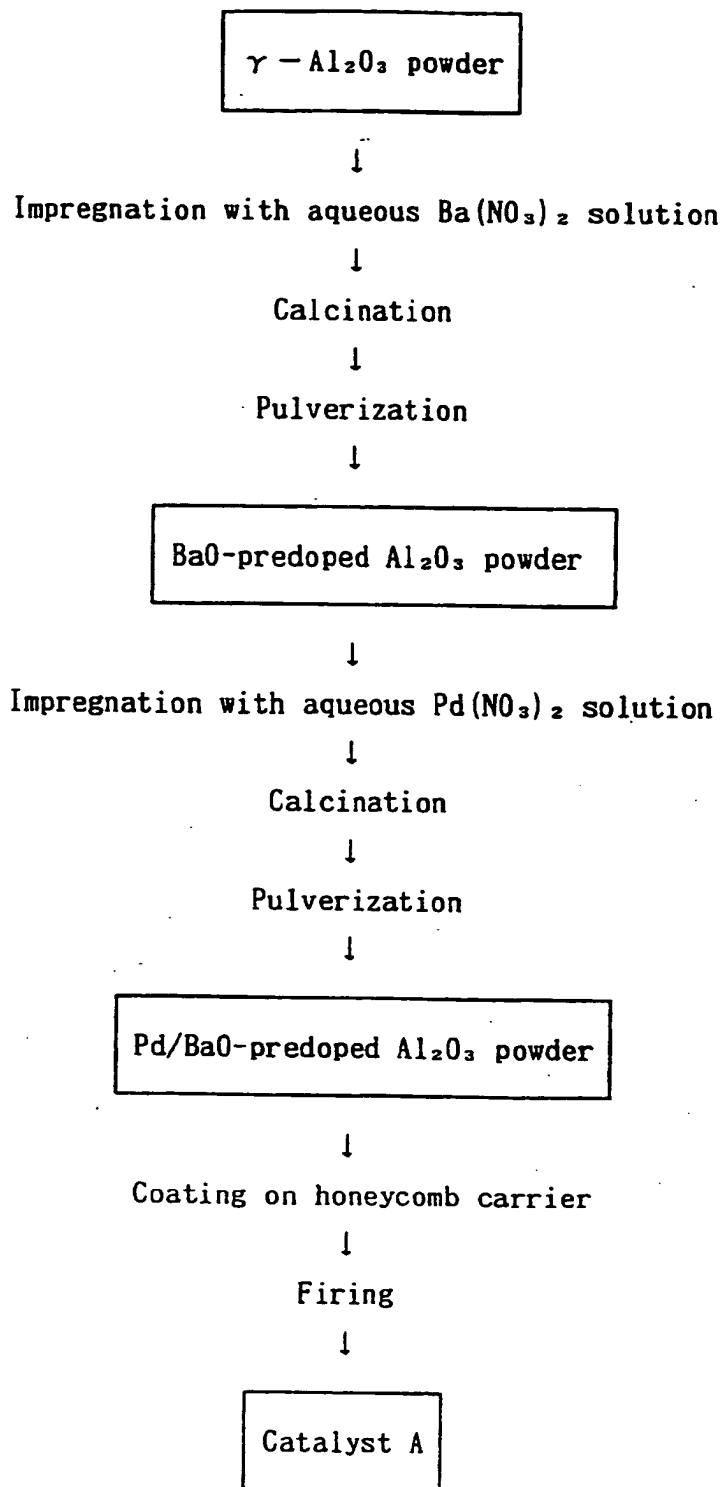 γ－Al₂O₃ powder
↓
Impregnation with aqueous Ba(NO₃)₂ solution
↓
Calcination
↓
Pulverization
↓
BaO-predoped Al₂O₃ powder
↓
Impregnation with aqueous Pd(NO₃)₂ solution
↓
Calcination
↓
Pulverization
↓
Pd/BaO-predoped Al₂O₃ powder
↓
Coating on honeycomb carrier
↓
Firing
↓
Catalyst A